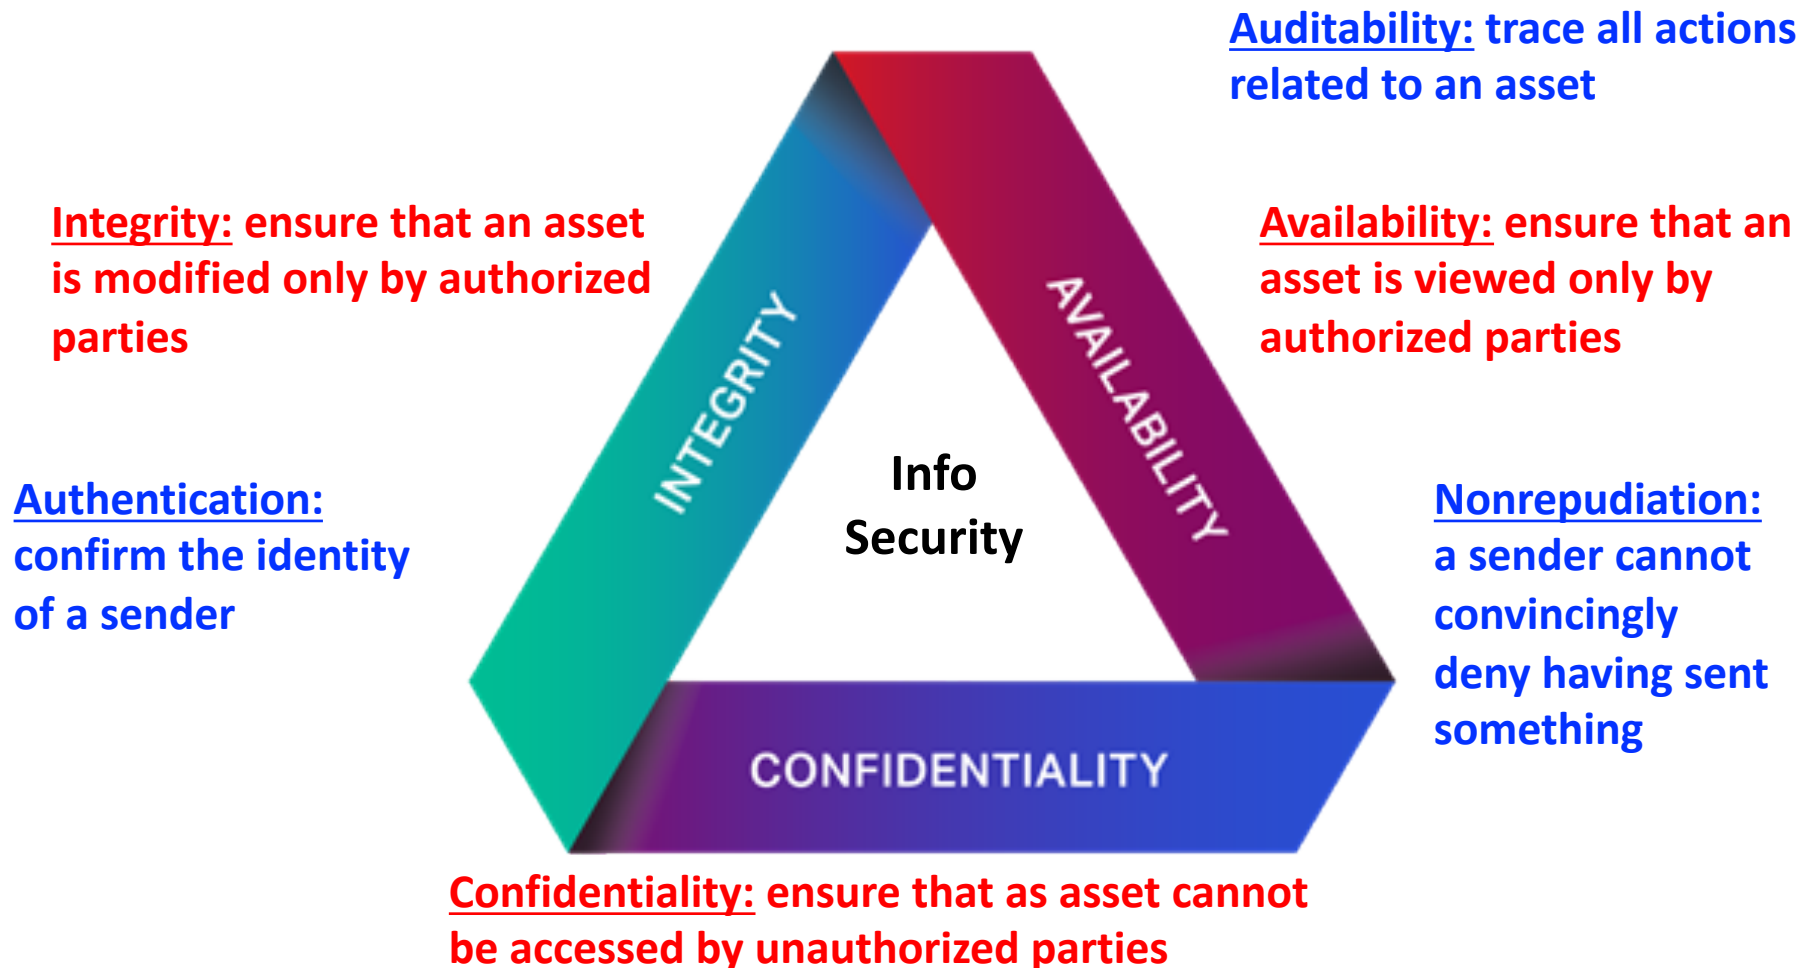 Auditability: trace all actions
related to an asset
Integrity: ensure that an asset
is modified only by authorized
parties
Availability: ensure that an
asset is viewed only by
authorized parties
INTEGRITY
AVAILABILITY
Info
Security
Authentication:
confirm the identity
of a sender
Nonrepudiation:
a sender cannot
convincingly
deny having sent
something
CONFIDENTIALITY
Confidentiality: ensure that as asset cannot
be accessed by unauthorized parties